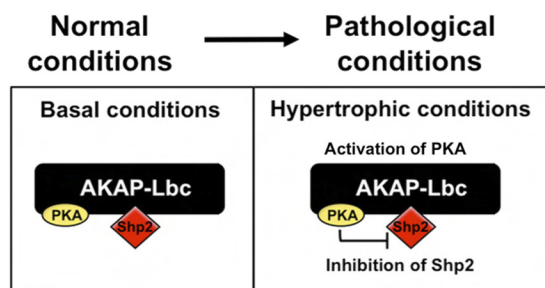 Normal
conditions
Pathological
conditions
Basal conditions
AKAP-Lbc
PKA
Shp2
Hypertrophic conditions
Activation of PKA
AKAP-Lbc
PKA
Shp2
Inhibition of Shp2